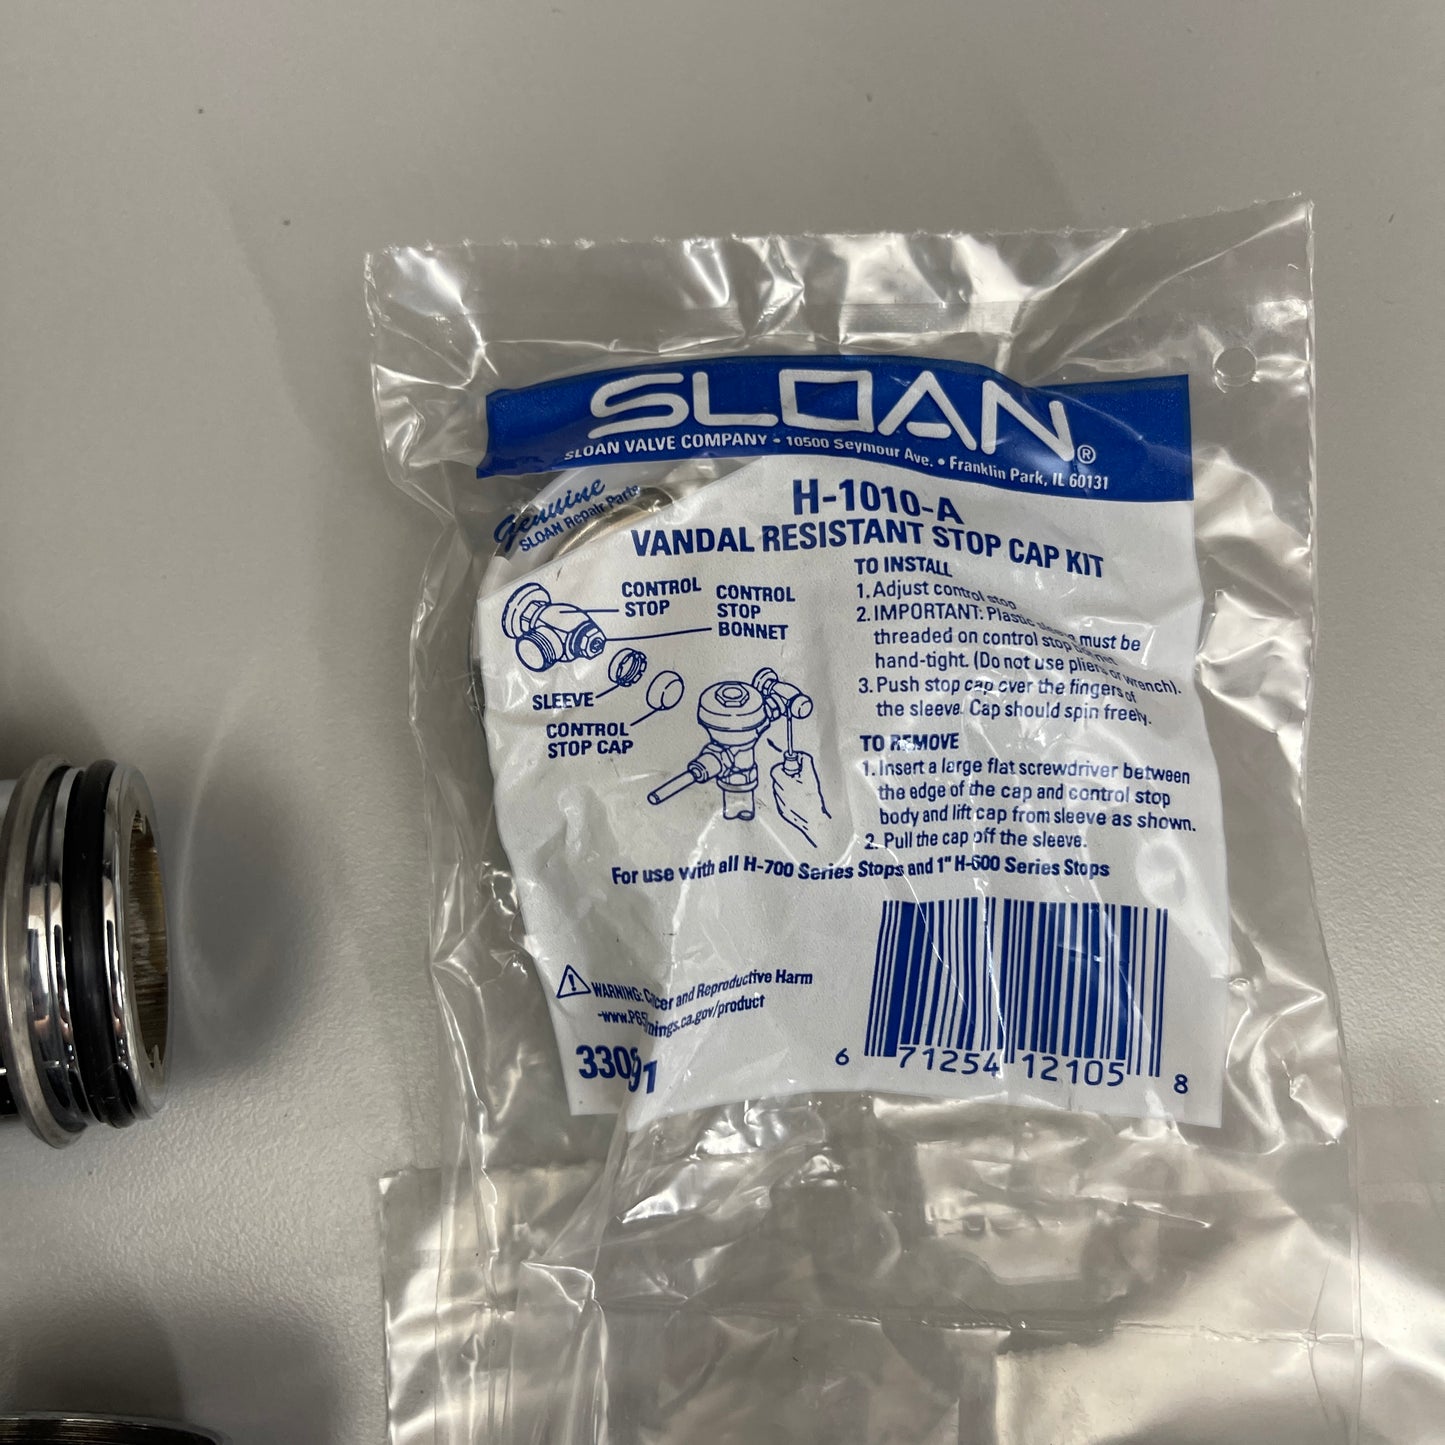 SLOAN®
SLOAN VALVE COMPANY • 10500 Seymour Ave. • Franklin Park, IL 60131
Genuine
SLOAN Repair Parts
H-1010-A
VANDAL RESISTANT STOP CAP KIT
CONTROL
STOP
CONTROL
STOP
BONNET
SLEEVE
CONTROL
STOP CAP
TO INSTALL
1. Adjust control stop
2. IMPORTANT: Plastic sleeve must be
threaded on control stop bonnet
hand-tight. (Do not use pliers or wrench).
3. Push stop cap over the fingers of
the sleeve. Cap should spin freely.
TO REMOVE
1. Insert a large flat screwdriver between
the edge of the cap and control stop
body and lift cap from sleeve as shown.
2. Pull the cap off the sleeve.
For use with all H-700 Series Stops and 1" H-600 Series Stops
WARNING: Cancer and Reproductive Harm
6 71254 12105 8